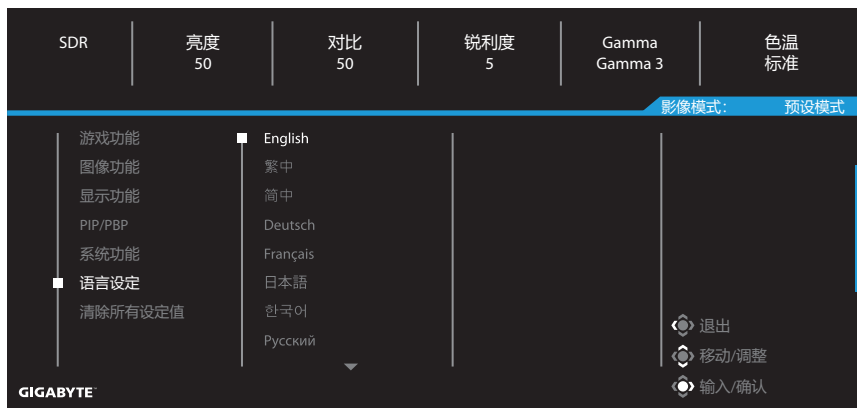 SDR
亮度
50
对比
50
锐利度
5
Gamma
Gamma 3
色温
标准
影像模式： 预设模式
游戏功能
图像功能
显示功能
PIP/PBP
系统功能
语言设定
清除所有设定值
English
繁中
简中
Deutsch
Français
日本語
한국어
Русский
退出
移动/调整
输入/确认
GIGABYTE™